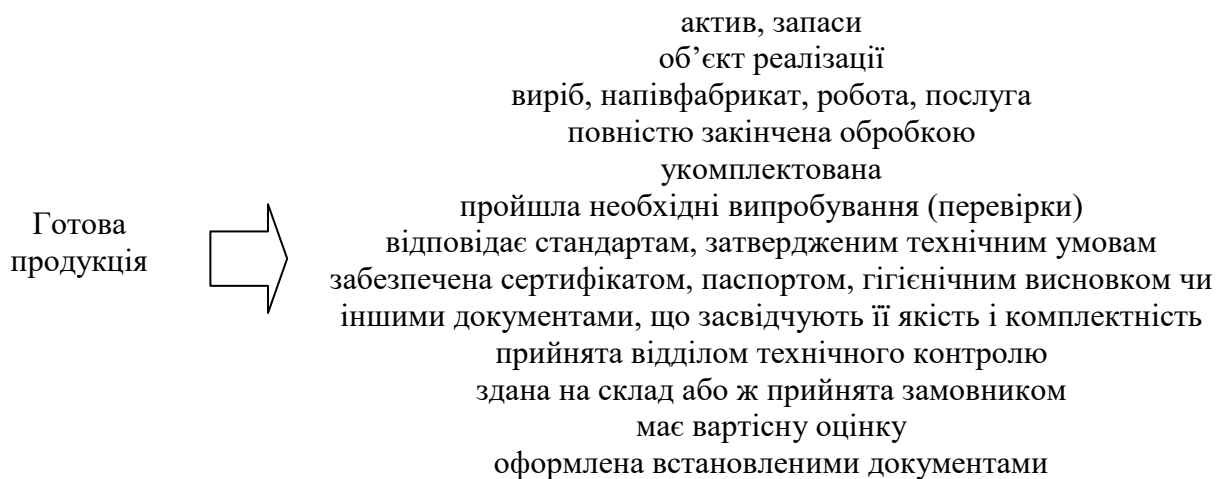 Готова
продукція
актив, запаси
об’єкт реалізації
виріб, напівфабрикат, робота, послуга
повністю закінчена обробкою
укомплектована
пройшла необхідні випробування (перевірки)
відповідає стандартам, затвердженим технічним умовам
забезпечена сертифікатом, паспортом, гігієнічним висновком чи
іншими документами, що засвідчують її якість і комплектність
прийнята відділом технічного контролю
здана на склад або ж прийнята замовником
має вартісну оцінку
оформлена встановленими документами